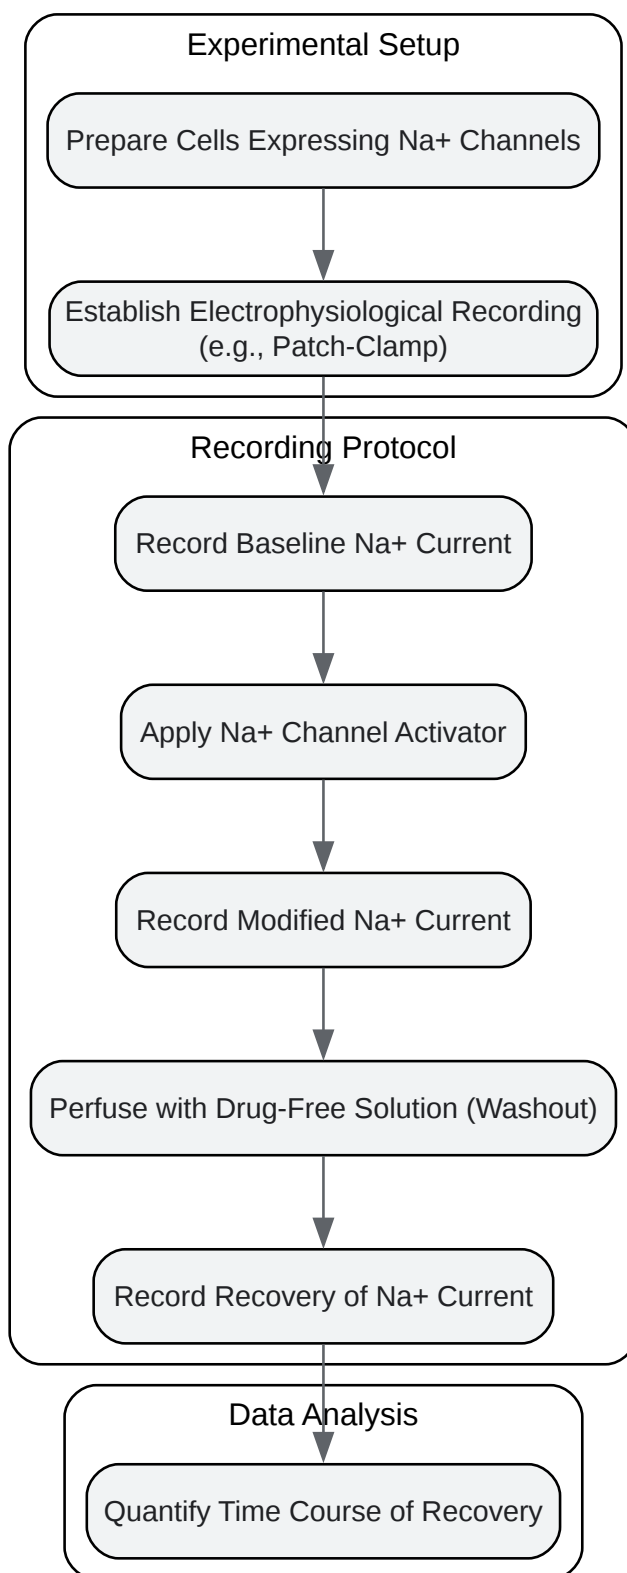 Experimental Setup
Prepare Cells Expressing Na+ Channels
Establish Electrophysiological Recording
(e.g., Patch-Clamp)
Recording Protocol
Record Baseline Na+ Current
Apply Na+ Channel Activator
Record Modified Na+ Current
Perfuse with Drug-Free Solution (Washout)
Record Recovery of Na+ Current
Data Analysis
Quantify Time Course of Recovery